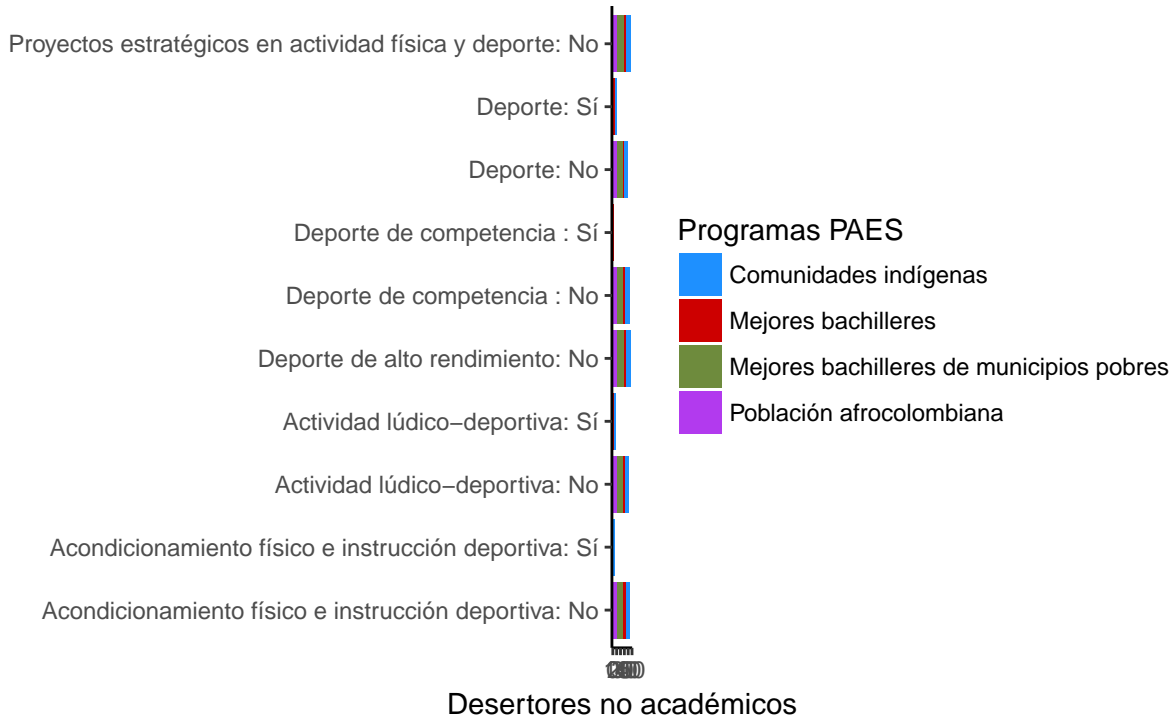 Proyectos estratégicos en actividad física y deporte: No
Deporte: Sí
Deporte: No
Deporte de competencia : Sí
Deporte de competencia : No
Deporte de alto rendimiento: No
Actividad lúdico−deportiva: Sí
Actividad lúdico−deportiva: No
Acondicionamiento físico e instrucción deportiva: Sí
Acondicionamiento físico e instrucción deportiva: No
Programas PAES
Comunidades indígenas
Mejores bachilleres
Mejores bachilleres de municipios pobres
Población afrocolombiana
Desertores no académicos